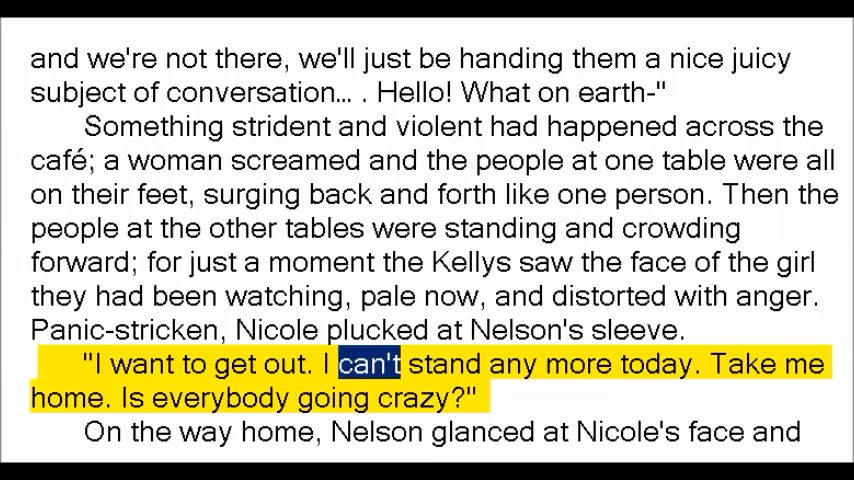 and we're not there, we'll just be handing them a nice juicy
subject of conversation... . Hello! What on earth-"
Something strident and violent had happened across the
café; a woman screamed and the people at one table were all
on their feet, surging back and forth like one person. Then the
people at the other tables were standing and crowding
forward; for just a moment the Kellys saw the face of the girl
they had been watching, pale now, and distorted with anger.
Panic-stricken, Nicole plucked at Nelson's sleeve.
"I want to get out. I can't stand any more today. Take me
home. Is everybody going crazy?"
On the way home, Nelson glanced at Nicole's face and